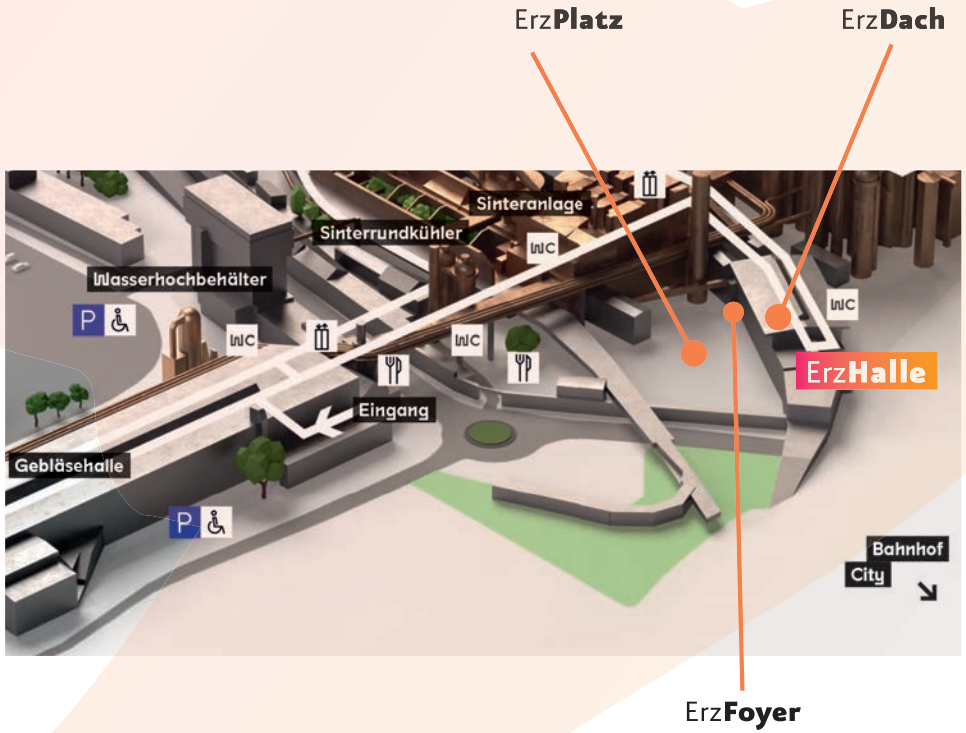 ErzPlatz
ErzDach
Sinteranlage
Sinterrundkühler
WC
Wasserhochbehälter
WC
P
WC
WC
ErzHalle
Eingang
Gebläsehalle
P
Bahnhof
City
ErzFoyer